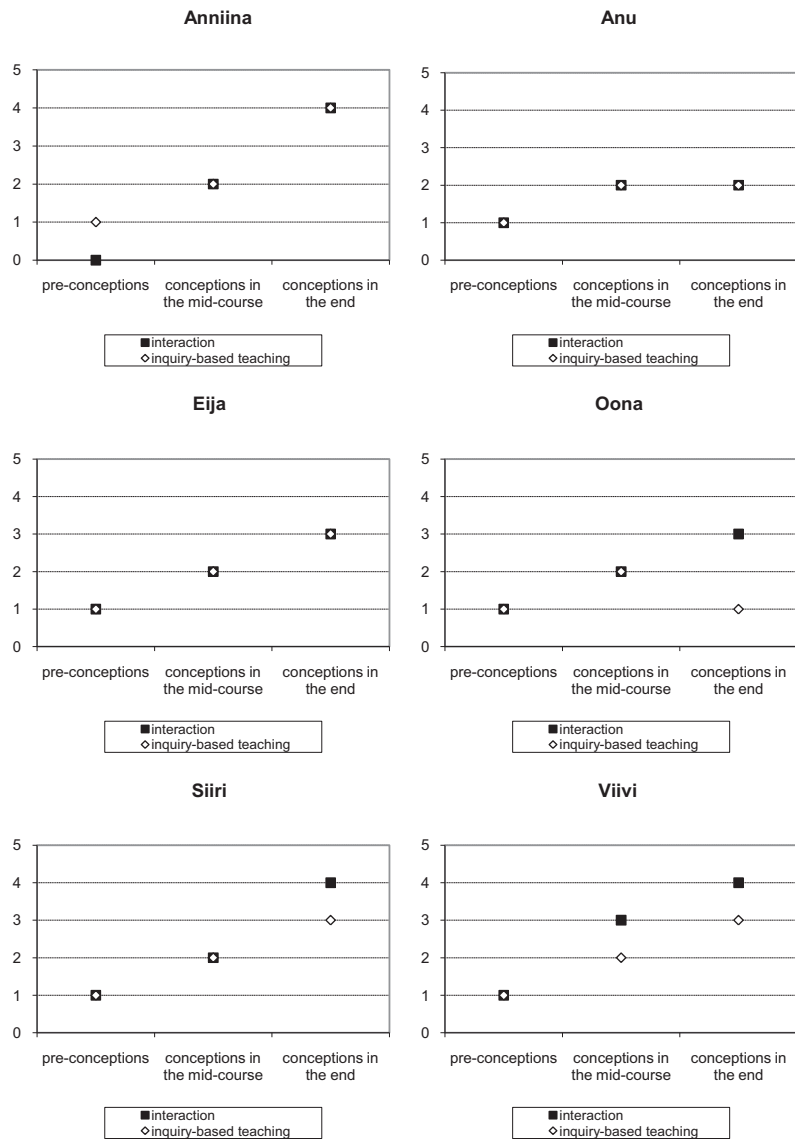 Anniina
5
4
3
2
1
0
pre-conceptions
conceptions in
the mid-course
conceptions in
the end
■interaction
◇inquiry-based teaching
Anu
5
4
3
2
1
0
pre-conceptions
conceptions in
the mid-course
conceptions in
the end
■interaction
◇inquiry-based teaching
Eija
5
4
3
2
1
0
pre-conceptions
conceptions in
the mid-course
conceptions in
the end
■interaction
◇inquiry-based teaching
Oona
5
4
3
2
1
0
pre-conceptions
conceptions in
the mid-course
conceptions in
the end
■interaction
◇inquiry-based teaching
Siiri
5
4
3
2
1
0
pre-conceptions
conceptions in
the mid-course
conceptions in
the end
■interaction
◇inquiry-based teaching
Viivi
5
4
3
2
1
0
pre-conceptions
conceptions in
the mid-course
conceptions in
the end
■interaction
◇inquiry-based teaching